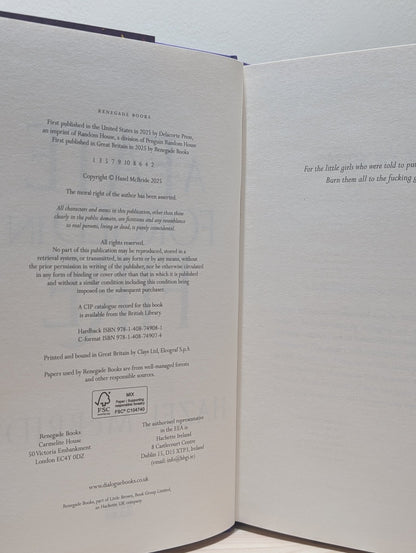 RENEGADE BOOKS
First published in the United States in 2025 by Delacorte Press,
an imprint of Random House, a division of Penguin Random House
First published in Great Britain in 2025 by Renegade Books
1 3 5 7 9 10 8 6 4 2
Copyright © Hazel McBride 2025
The moral right of the author has been asserted.
All characters and events in this publication, other than those
clearly in the public domain, are fictitious and any resemblance
to real persons, living or dead, is purely coincidental.
All rights reserved.
No part of this publication may be reproduced, stored in a
retrieval system, or transmitted, in any form or by any means, without
the prior permission in writing of the publisher, nor be otherwise circulated
in any form of binding or cover other than that in which it is published
and without a similar condition including this condition being
imposed on the subsequent purchaser.
A CIP catalogue record for this book
is available from the British Library.
Hardback ISBN 978-1-408-74906-1
C-format ISBN 978-1-408-74907-4
Printed and bound in Great Britain by Clays Ltd, Elcograf S.p.A.
Papers used by Renegade Books are from well-managed forests
and other responsible sources.
FSC
www.fsc.org
MIX
Paper | Supporting
responsible forestry
FSC® C104740
Renegade Books
Carmelite House
50 Victoria Embankment
London EC4Y 0DZ
The authorised representative
in the EEA is
Hachette Ireland
8 Castlecourt Centre
Dublin 15, D15 XTP3, Ireland
(email: info@hbgi.ie)
www.dialoguebooks.co.uk
Renegade Books, part of Little, Brown, Book Group Limited,
an Hachette UK company.
For the little girls who were told to put
Burn them all to the fucking g